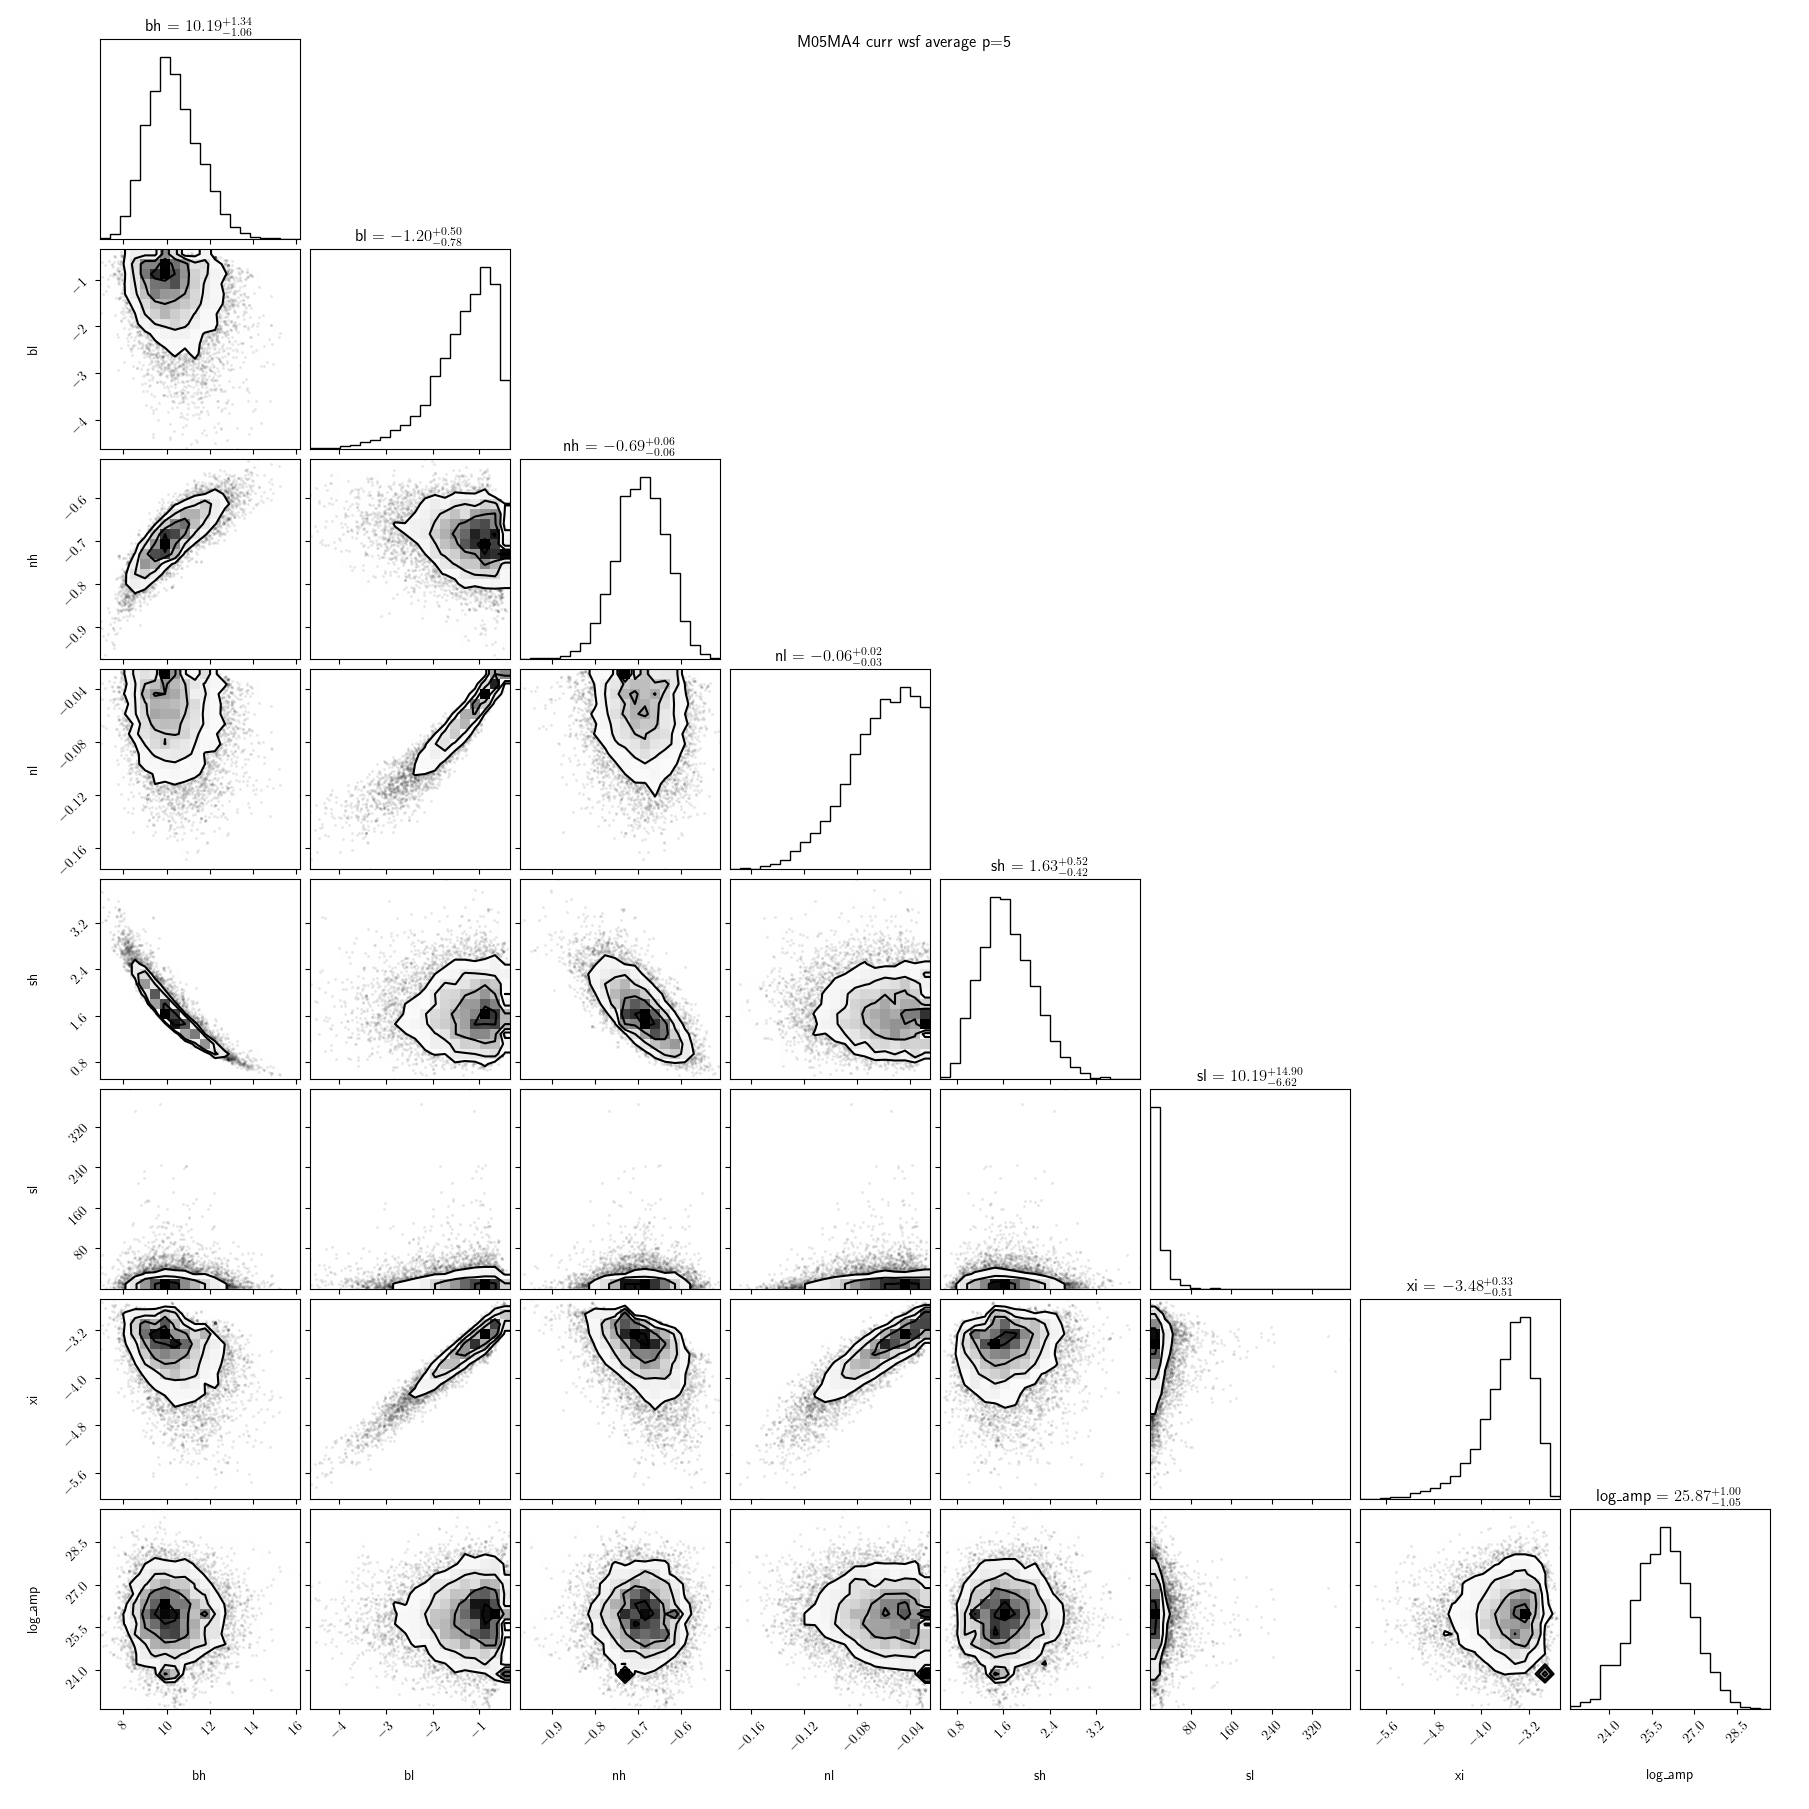 bh = 10.19+1.34−1.06
M05MA4 curr wsf average p=5
bl = −1.20+0.50−0.78
−1
−2
−3
−4
bl
nh = −0.69+0.06−0.06
−0.6
−0.7
−0.8
−0.9
nh
nl = −0.06+0.02−0.03
−0.04
−0.08
−0.12
−0.16
nl
sh = 1.63+0.52−0.42
3.2
2.4
1.6
0.8
sh
sl = 10.19+14.90−6.62
320
240
160
80
sl
xi = −3.48+0.33−0.51
−3.2
−4.0
−4.8
−5.6
xi
log_amp = 25.87+1.00−1.05
28.5
27.0
25.5
24.0
log_amp
8 10 12 14 16 −4 −3 −2 −1 −0.9 −0.8 −0.7 −0.6 −0.16 −0.12 −0.08 −0.04 0.8 1.6 2.4 3.2 80 160 240 320 −5.6 −4.8 −4.0 −3.2 24.0 25.5 27.0 28.5
bh bl nh nl sh sl xi log_amp